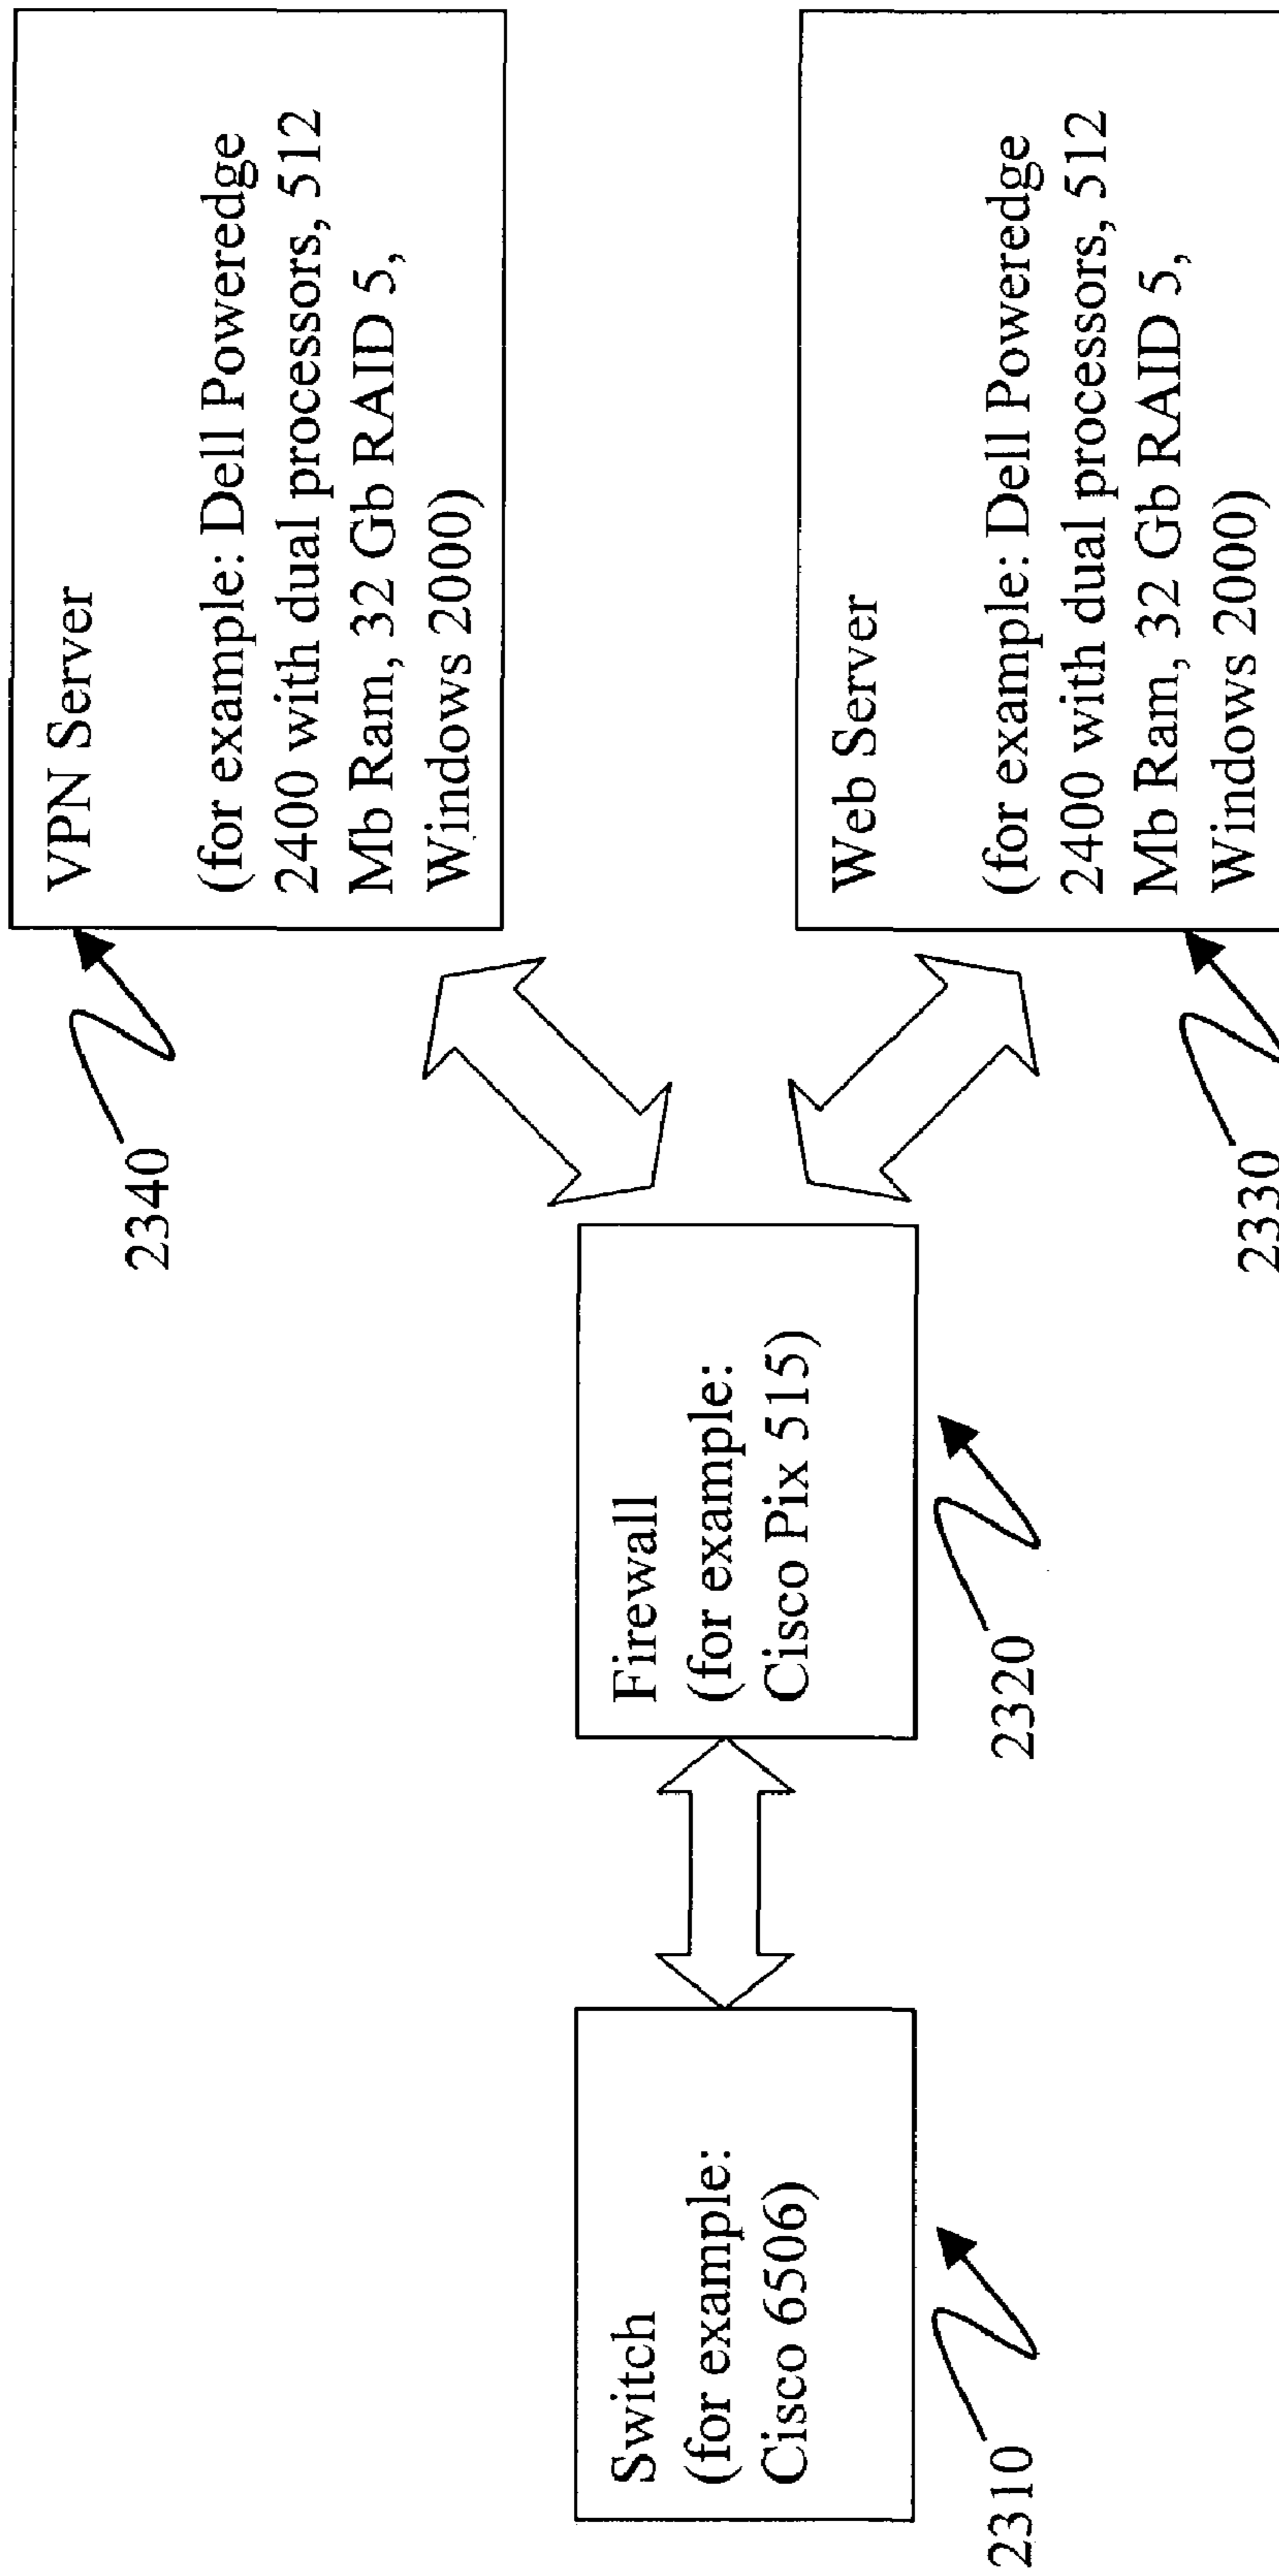 VPN Server
(for example: Dell Poweredge
2400 with dual processors, 512
Mb Ram, 32 Gb RAID 5,
Windows 2000)
2340
Switch
(for example:
Cisco 6506)
2310
Firewall
(for example:
Cisco Pix 515)
2320
Web Server
(for example: Dell Poweredge
2400 with dual processors, 512
Mb Ram, 32 Gb RAID 5,
Windows 2000)
2330